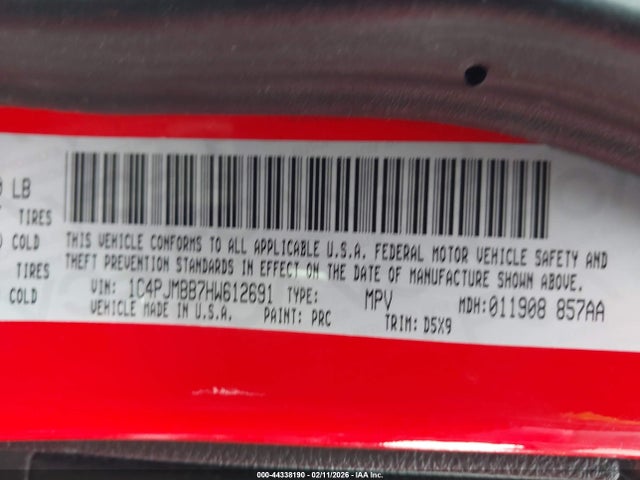 LB
TIRES
COLD
TIRES
COLD
THIS VEHICLE CONFORMS TO ALL APPLICABLE U.S.A. FEDERAL MOTOR VEHICLE SAFETY AND
THEFT PREVENTION STANDARDS IN EFFECT ON THE DATE OF MANUFACTURE SHOWN ABOVE.
VIN: 1C4PJMBB7HW612691 TYPE: MPV MDH:011908 857AA
VEHICLE MADE IN U.S.A. PAINT: PRC TRIM: D5X9
000-44338190 - 02/11/2026 - IAA Inc.